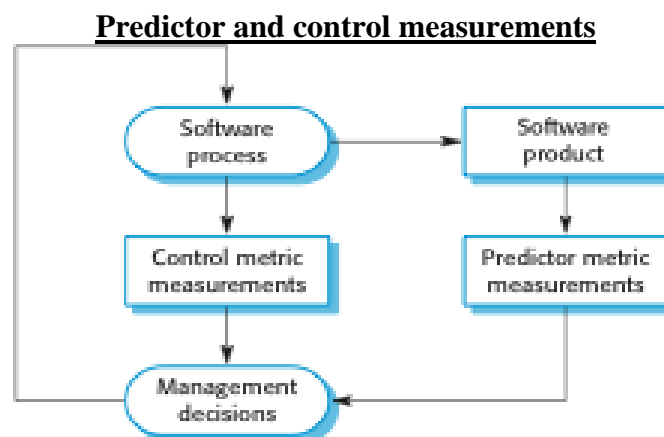 Predictor and control measurements
Software
process
Software
product
Control metric
measurements
Predictor metric
measurements
Management
decisions